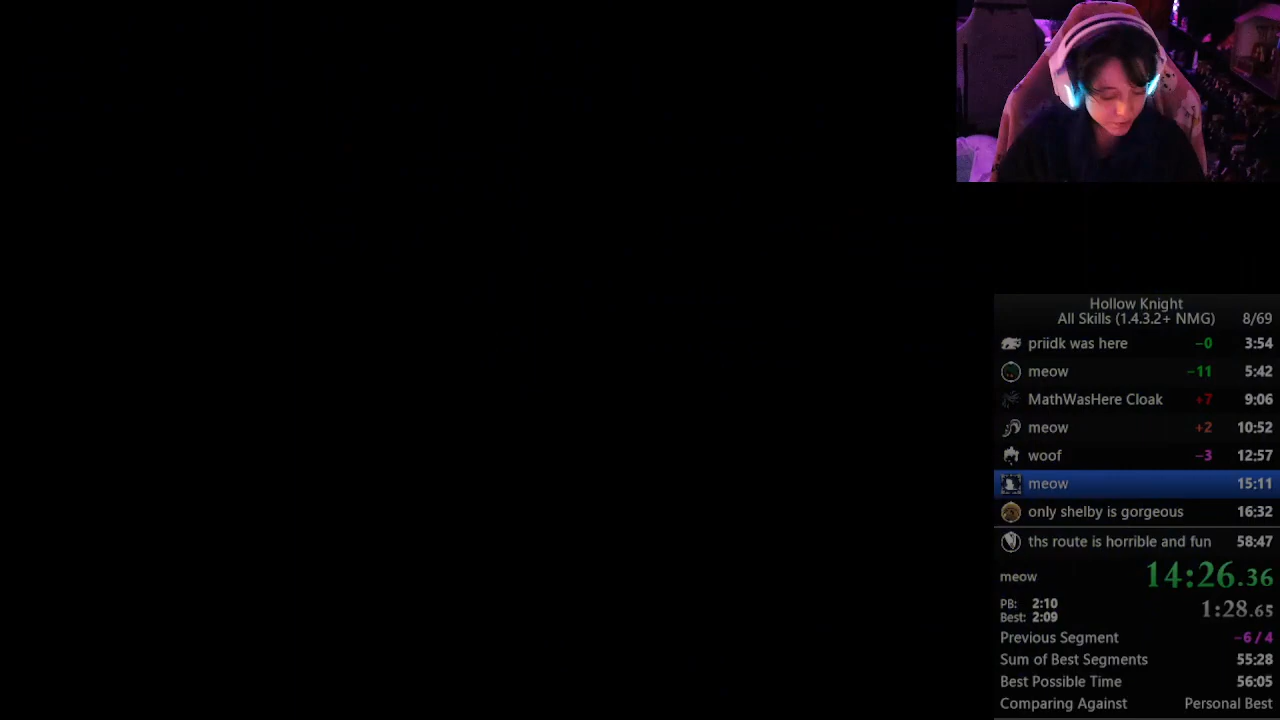 Hollow Knight
All Skills (1.4.3.2+ NMG) 8/69
priidk was here -0 3:54
meow -11 5:42
MathWasHere Cloak +7 9:06
meow +2 10:52
woof -3 12:57
meow 15:11
only shelby is gorgeous 16:32
ths route is horrible and fun 58:47
meow 14:26.36
PB: 2:10 1:28.65
Best: 2:09
Previous Segment -6 / 4
Sum of Best Segments 55:28
Best Possible Time 56:05
Comparing Against Personal Best